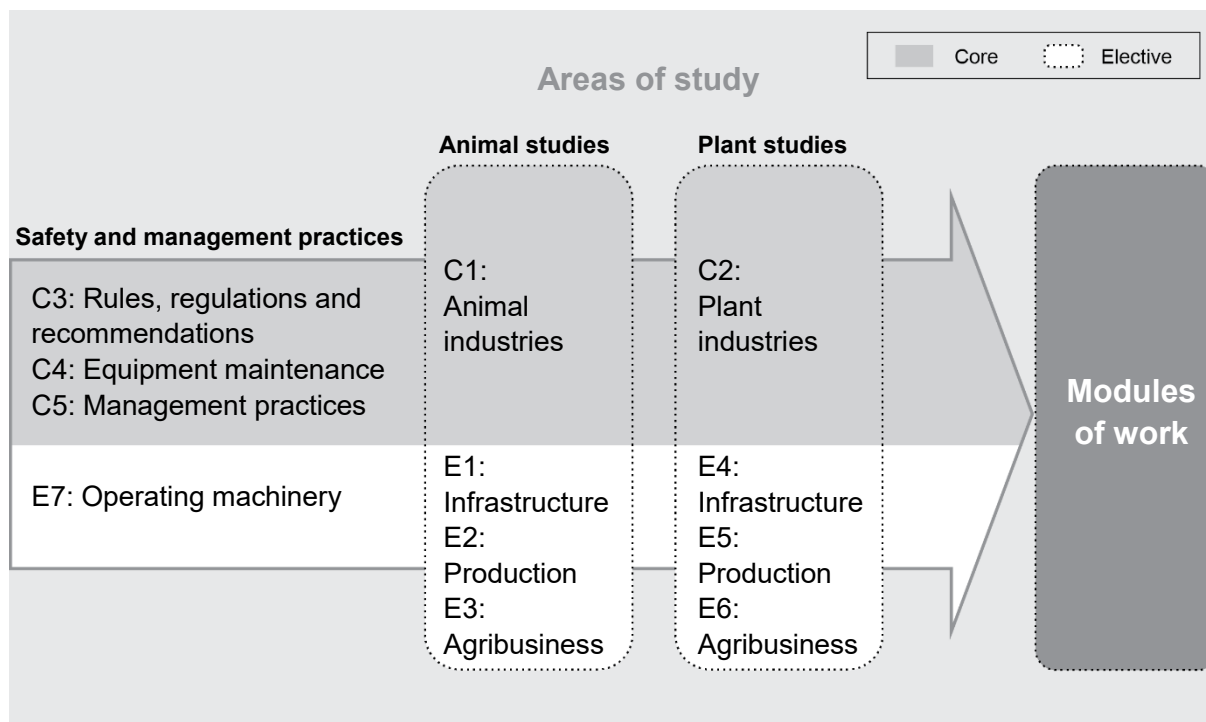 Core
Elective
Areas of study
Animal studies
Plant studies
Safety and management practices
C3: Rules, regulations and
recommendations
C4: Equipment maintenance
C5: Management practices
C1:
Animal
industries
C2:
Plant
industries
Modules
of work
E7: Operating machinery
E1:
Infrastructure
E2:
Production
E3:
Agribusiness
E4:
Infrastructure
E5:
Production
E6:
Agribusiness